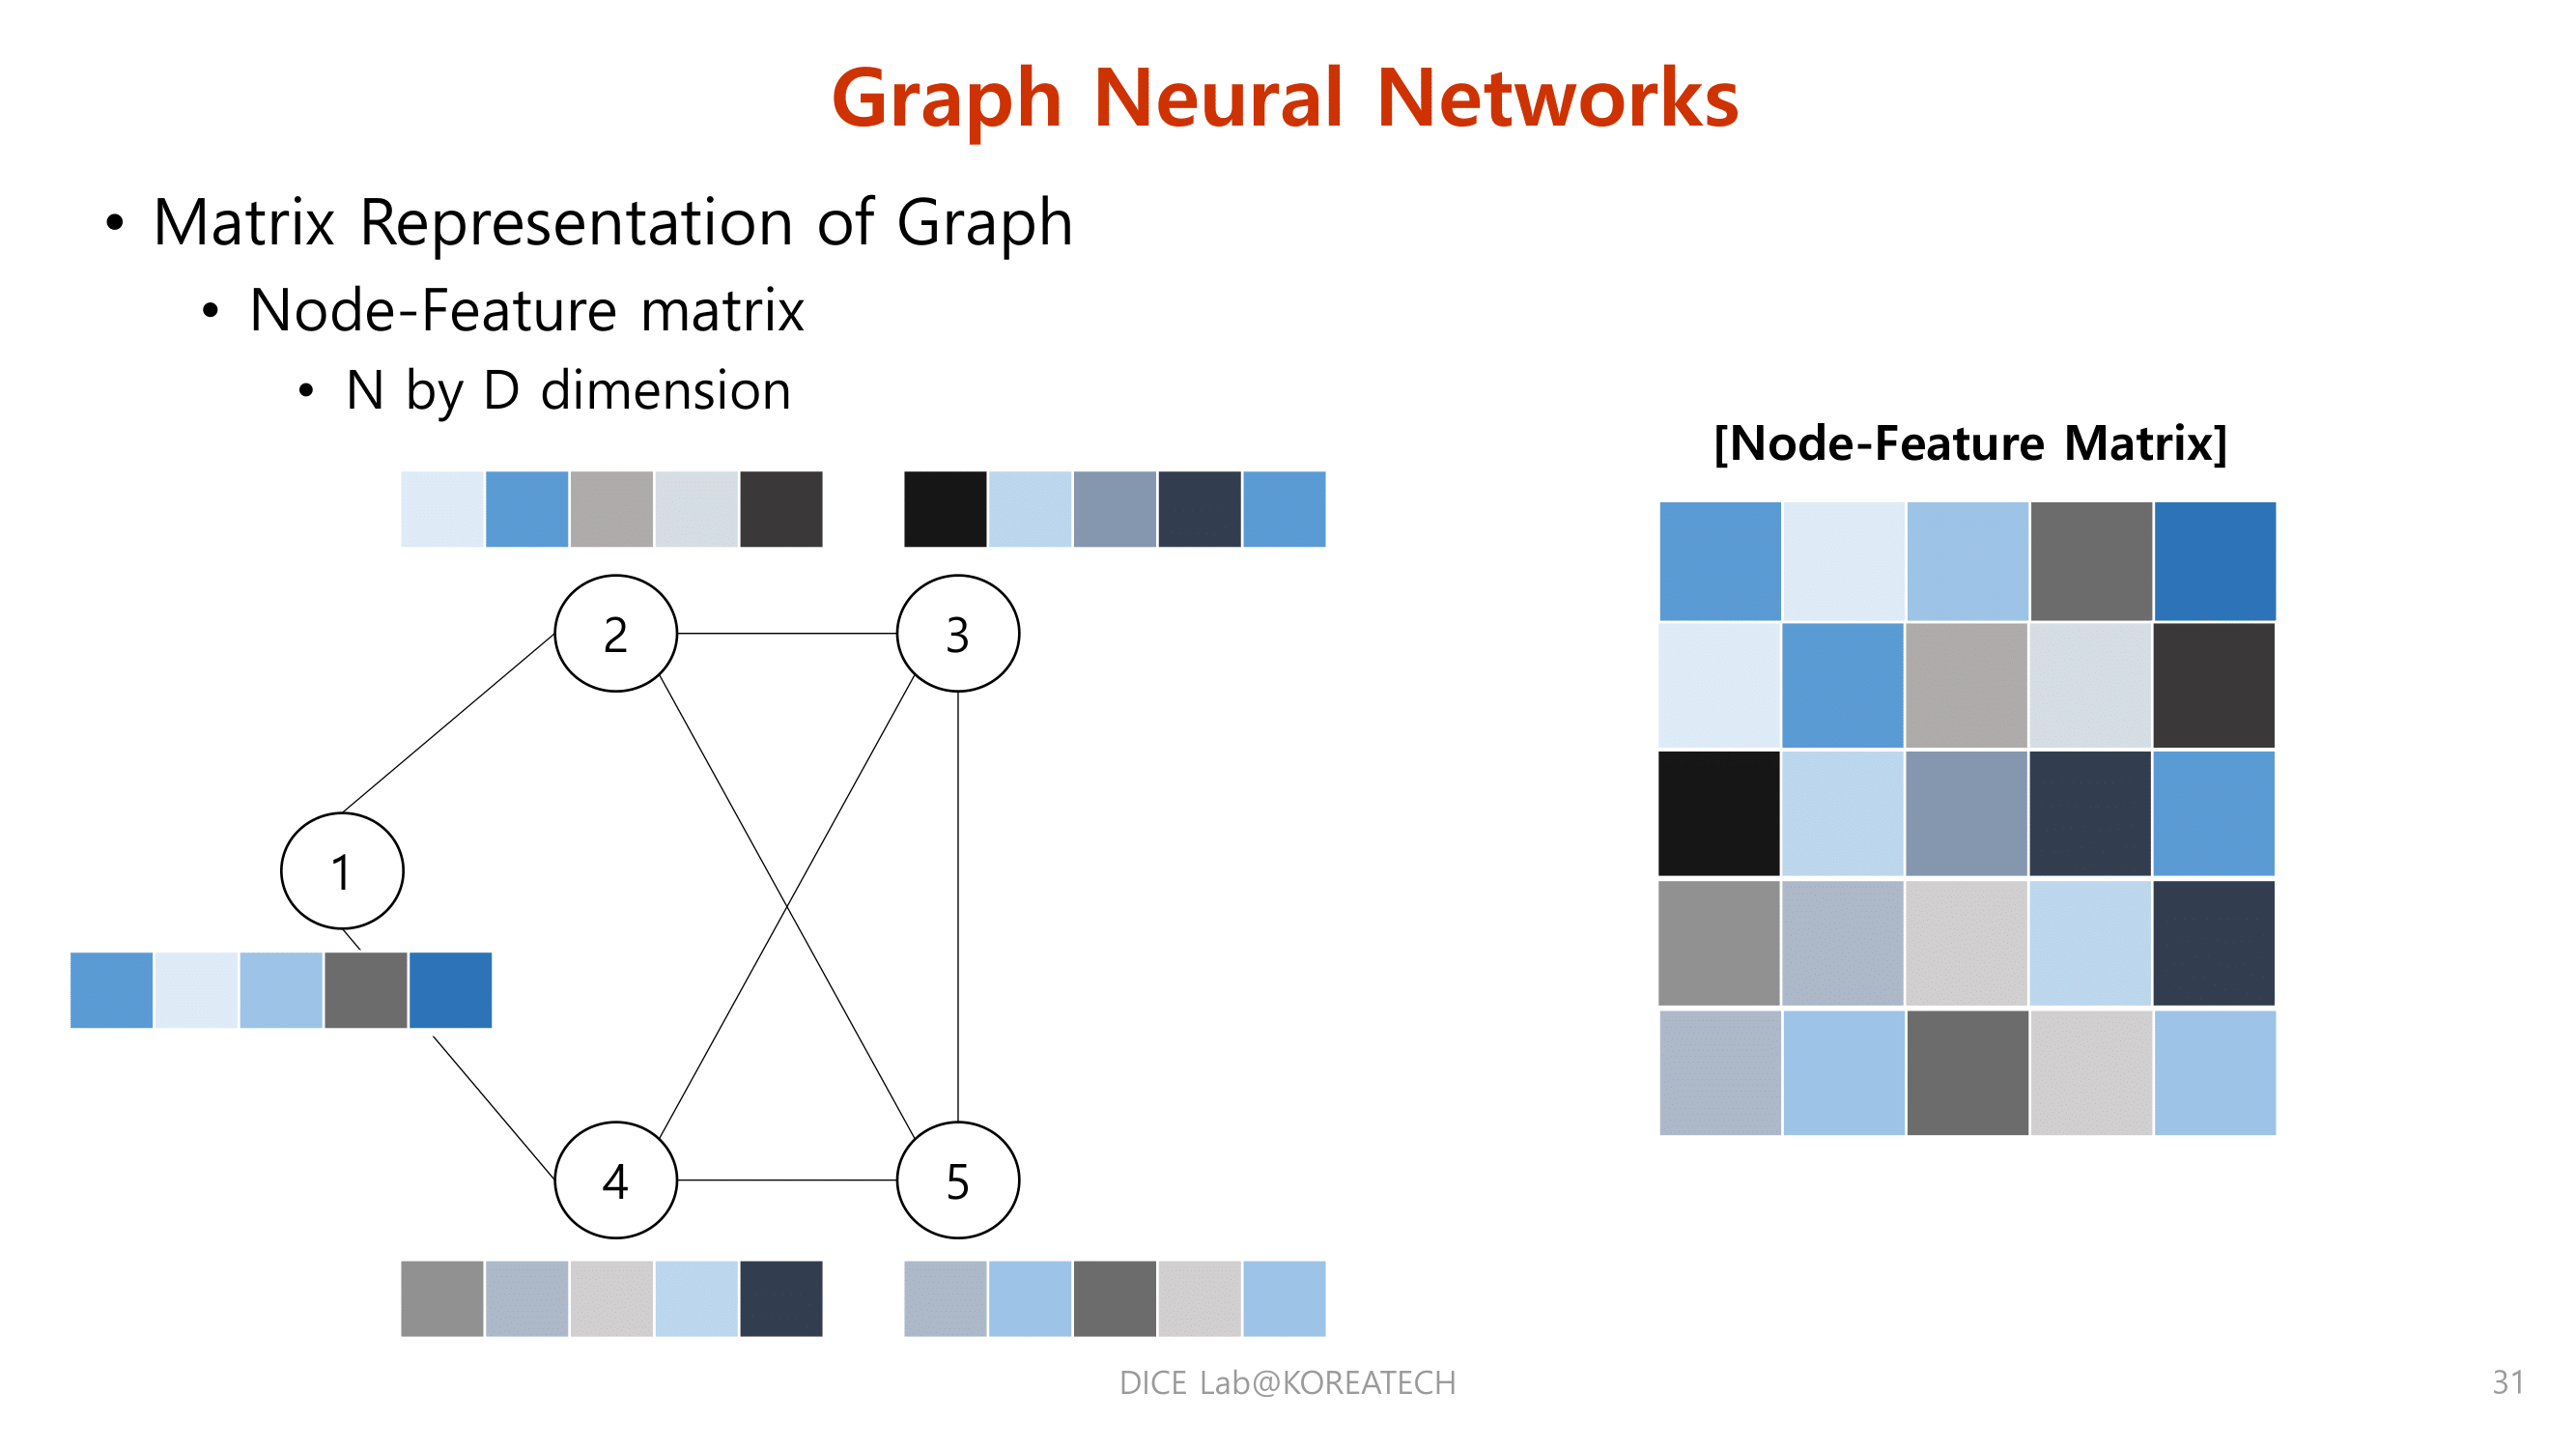 Graph Neural Networks
• Matrix Representation of Graph
• Node-Feature matrix
• N by D dimension
[Node-Feature Matrix]
2
3
1
4
5
DICE Lab@KOREATECH
31